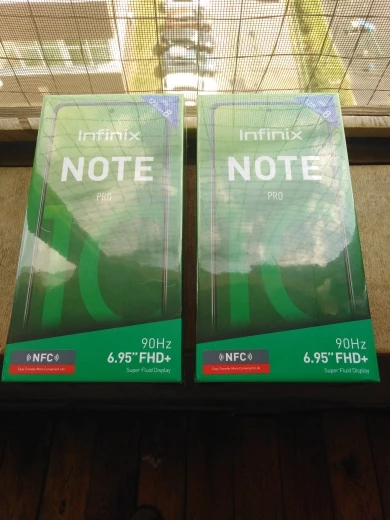 Infinix
NOTE
PRO
10
90Hz
6.95” FHD+
Super Fluid Display
NFC
Infinix
NOTE
PRO
10
90Hz
6.95” FHD+
Super Fluid Display
NFC